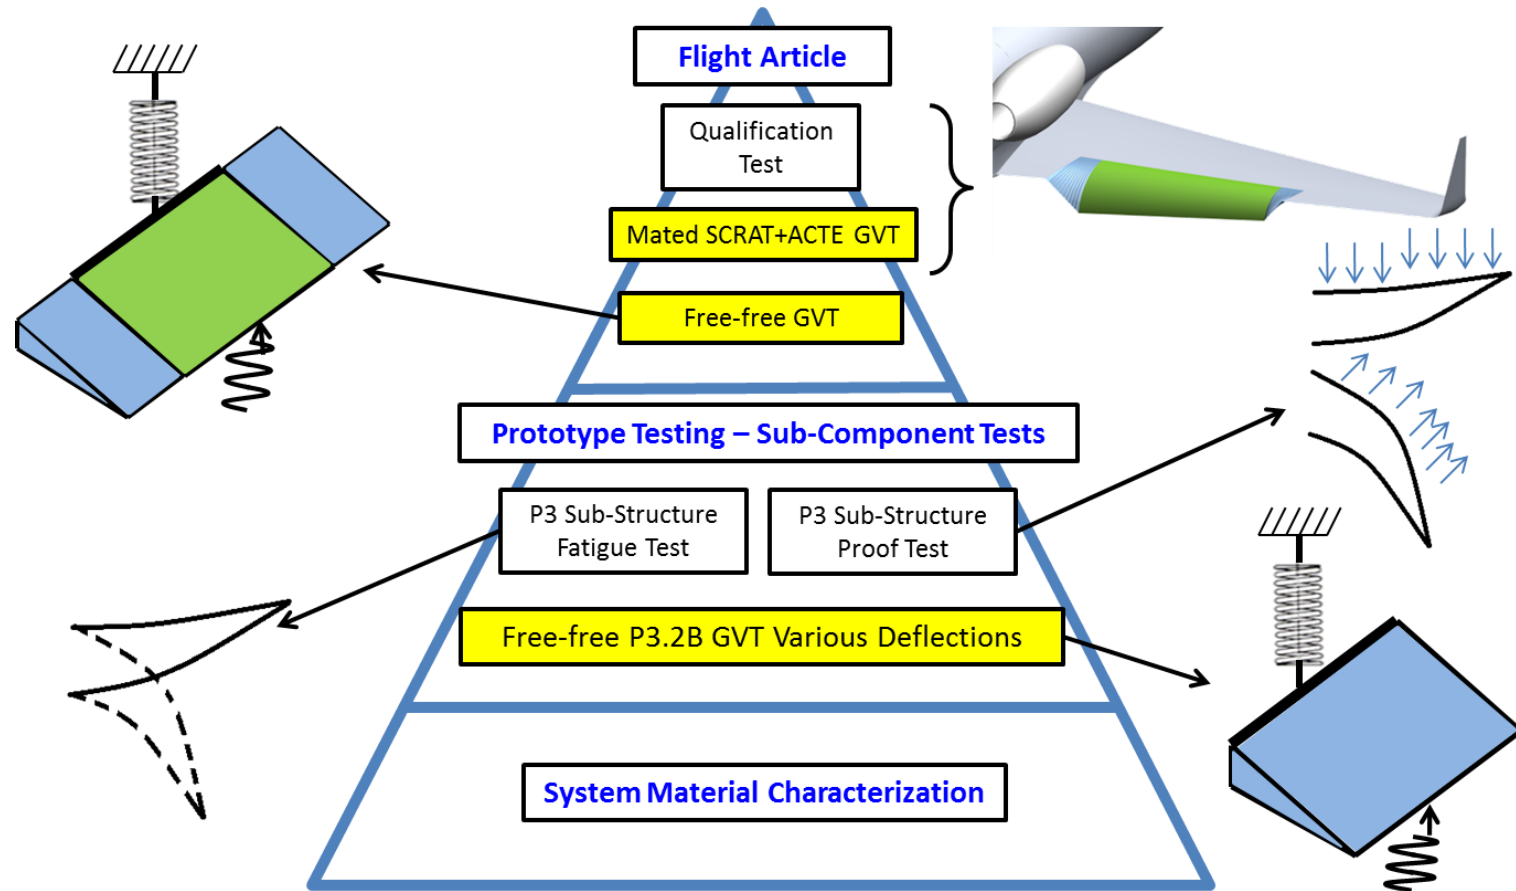 Flight Article
Qualification
Test
Mated SCRAT+ACTE GVT
Free-free GVT
Prototype Testing – Sub-Component Tests
P3 Sub-Structure
Fatigue Test
P3 Sub-Structure
Proof Test
Free-free P3.2B GVT Various Deflections
System Material Characterization